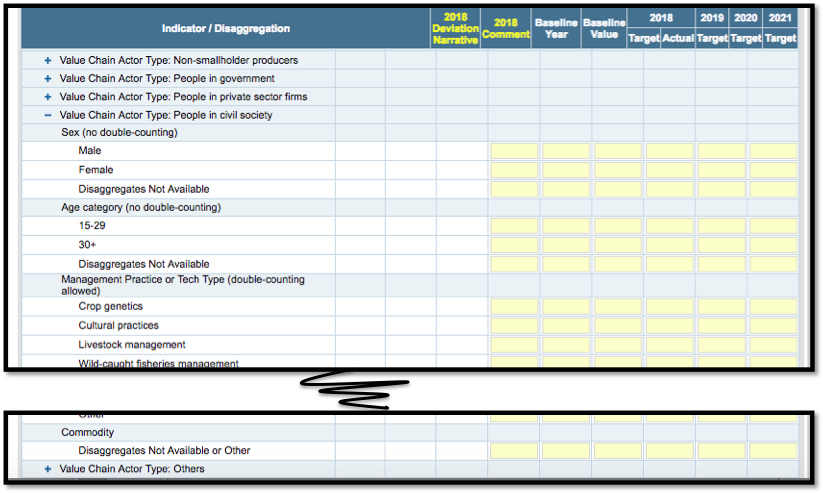 Indicator / Disaggregation
2018 Deviation Narrative
2018 Comment
Baseline Year
Baseline Value
2018
2019
2020
2021
Target
Actual
Target
Target
Target
+ Value Chain Actor Type: Non-smallholder producers
+ Value Chain Actor Type: People in government
+ Value Chain Actor Type: People in private sector firms
− Value Chain Actor Type: People in civil society
Sex (no double-counting)
Male
Female
Disaggregates Not Available
Age category (no double-counting)
15-29
30+
Disaggregates Not Available
Management Practice or Tech Type (double-counting
allowed)
Crop genetics
Cultural practices
Livestock management
Wild-caught fisheries management
Other
Commodity
Disaggregates Not Available or Other
+ Value Chain Actor Type: Others